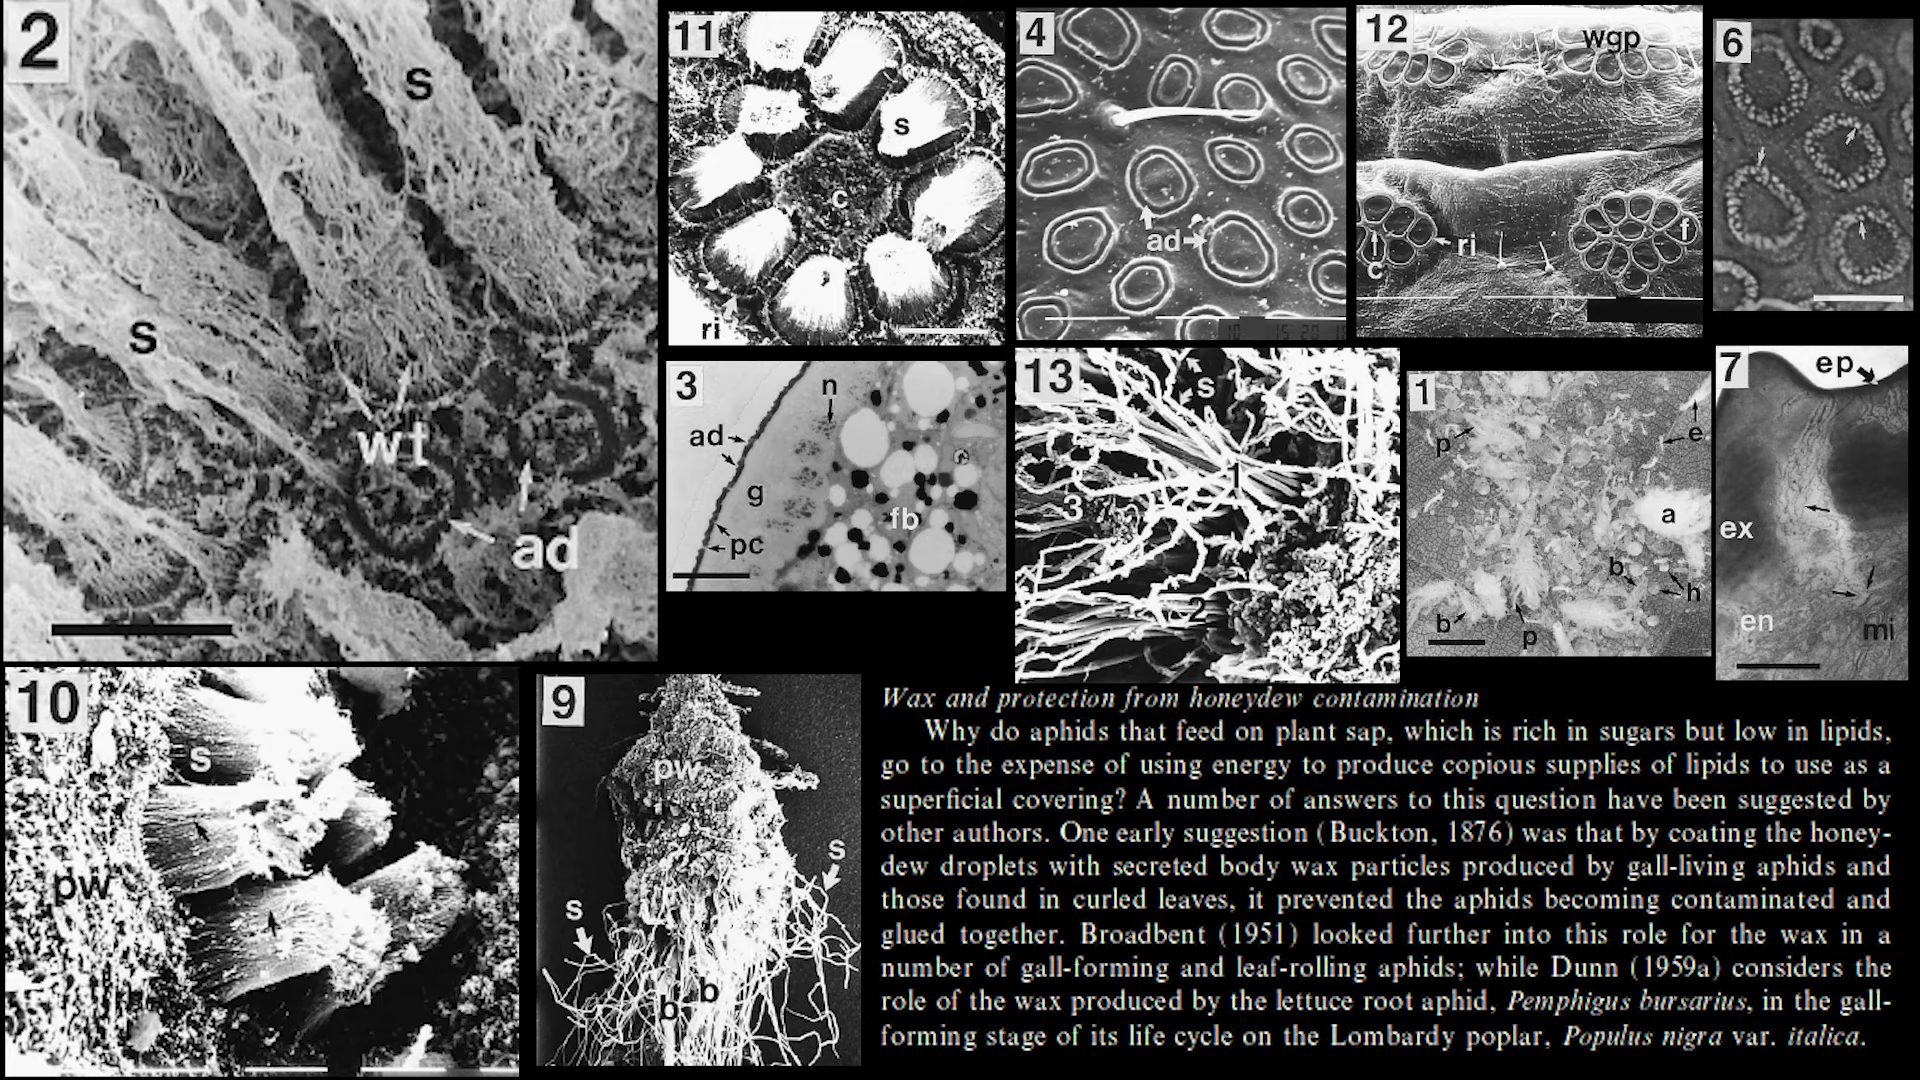 2
s
s
wt
ad
11
s
c
ri
4
ad
12
wgp
ri
c
f
6
3
n
ad
g
fb
pc
13
s
1
3
2
1
p
e
a
b
h
b
p
7
ep
ex
en
mi
10
s
pw
9
pw
s
s
b
b
Wax and protection from honeydew contamination
Why do aphids that feed on plant sap, which is rich in sugars but low in lipids,
go to the expense of using energy to produce copious supplies of lipids to use as a
superficial covering? A number of answers to this question have been suggested by
other authors. One early suggestion (Buckton, 1876) was that by coating the honey-
dew droplets with secreted body wax particles produced by gall-living aphids and
those found in curled leaves, it prevented the aphids becoming contaminated and
glued together. Broadbent (1951) looked further into this role for the wax in a
number of gall-forming and leaf-rolling aphids; while Dunn (1959a) considers the
role of the wax produced by the lettuce root aphid, Pemphigus bursarius, in the gall-
forming stage of its life cycle on the Lombardy poplar, Populus nigra var. italica.